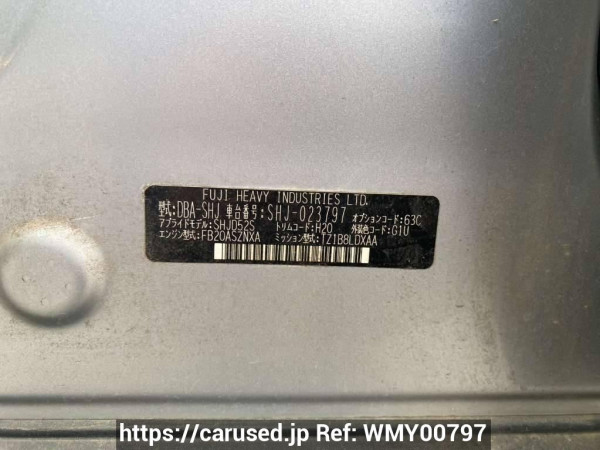 FUJI HEAVY INDUSTRIES LTD.
型式:DBA-SHJ 車台番号:SHJ-023797 オプションコード:63C
アプライドモデル:SHJD52S トリムコード:H20 外装色コード:G1U
エンジン型式:FB20ASZNXA ミッション型式:TZ1B8LDXAA
https://carused.jp Ref: WMY00797